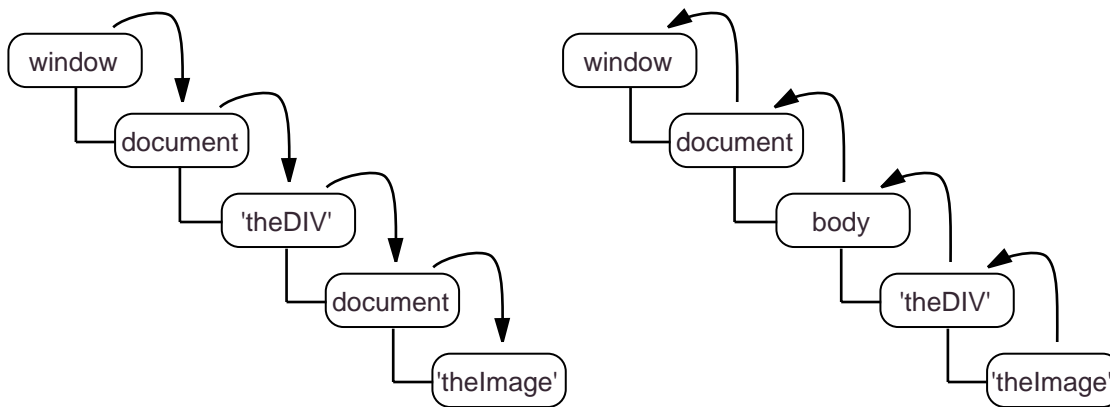 window
document
'theDIV'
document
'theImage'
window
document
body
'theDIV'
'theImage'